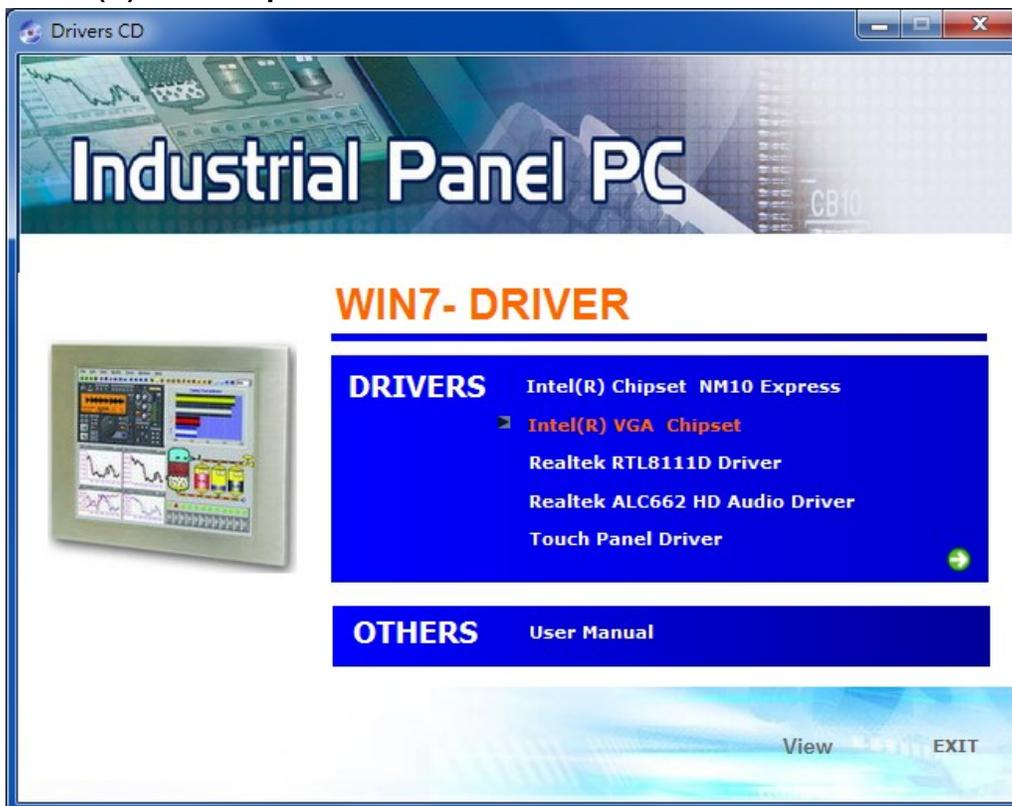 Drivers CD
Industrial Panel PC
CB10
WIN7- DRIVER
DRIVERS
Intel(R) Chipset NM10 Express
Intel(R) VGA Chipset
Realtek RTL8111D Driver
Realtek ALC662 HD Audio Driver
Touch Panel Driver
OTHERS
User Manual
View
EXIT